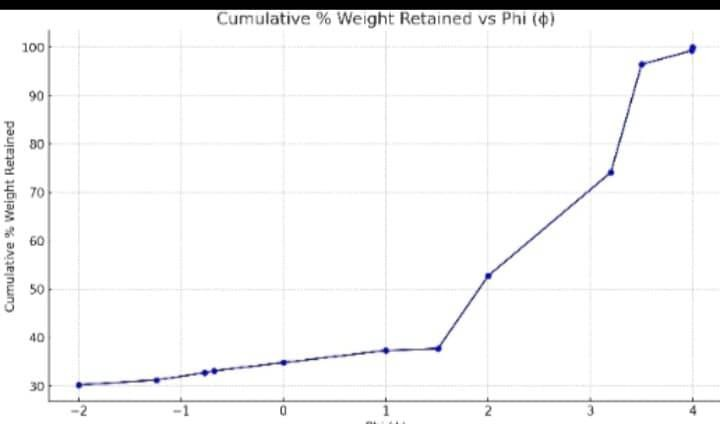 Cumulative % Weight Retained vs Phi (ϕ)
Cumulative % Weight Retained
100
90
80
70
60
50
40
30
−2 −1 0 1 2 3 4